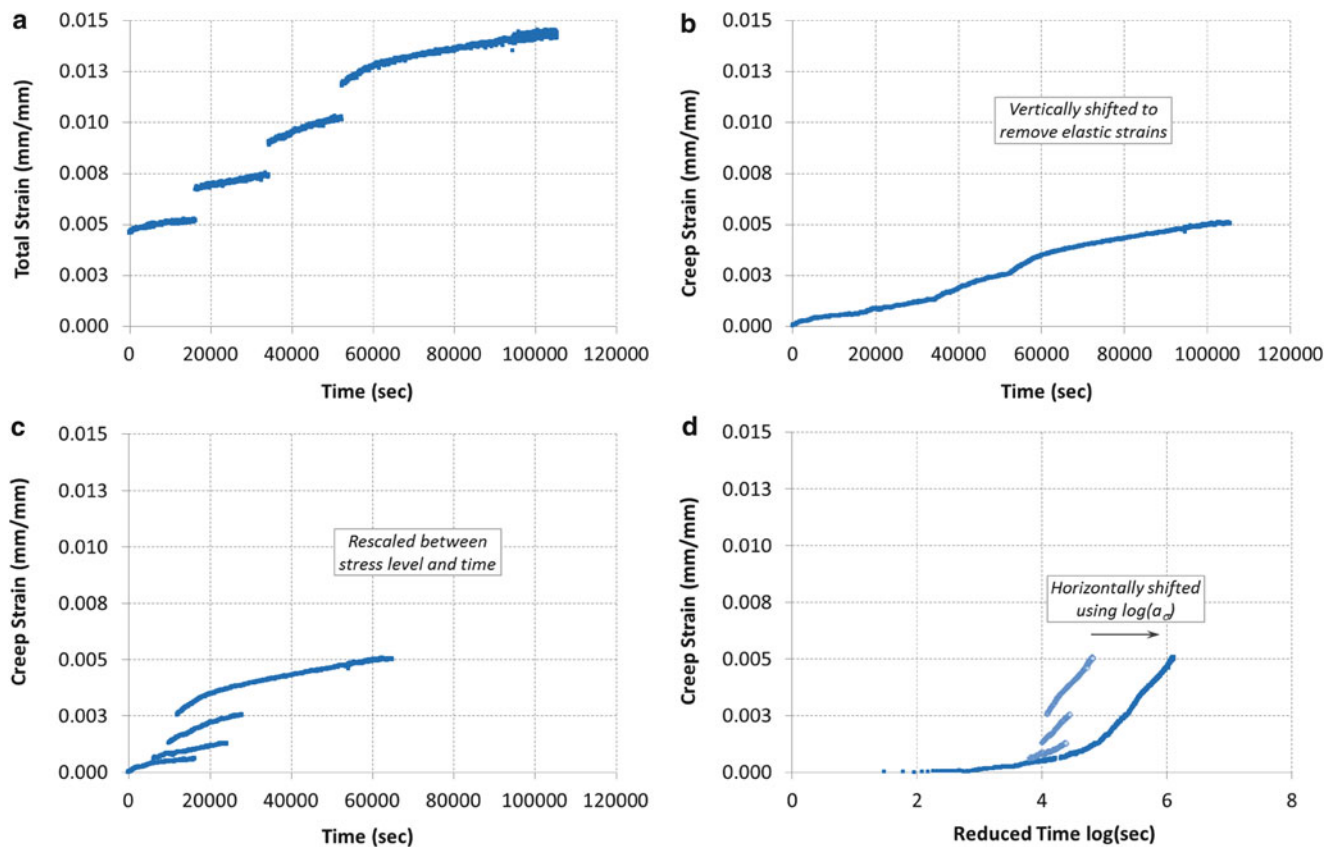 a
0.015
0.013
0.010
0.008
0.005
0.003
0.000
Total Strain (mm/mm)
0 20000 40000 60000 80000 100000 120000
Time (sec)
b
0.015
0.013
0.010
0.008
0.005
0.003
0.000
Creep Strain (mm/mm)
Vertically shifted to
remove elastic strains
0 20000 40000 60000 80000 100000 120000
Time (sec)
c
0.015
0.013
0.010
0.008
0.005
0.003
0.000
Creep Strain (mm/mm)
Rescaled between
stress level and time
0 20000 40000 60000 80000 100000 120000
Time (sec)
d
0.015
0.013
0.010
0.008
0.005
0.003
0.000
Creep Strain (mm/mm)
Horizontally shifted
using log(aσ)
0 2 4 6 8
Reduced Time log(sec)